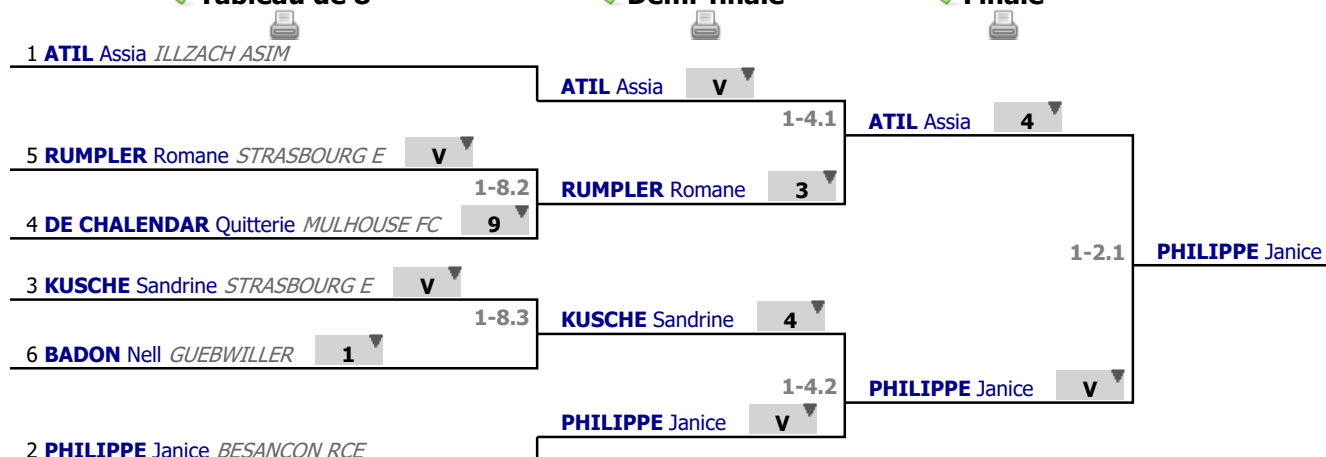 Tableau de 8
Demi-finale
Finale
1 ATIL Assia ILLZACH ASIM
ATIL Assia V
1-4.1
ATIL Assia 4
5 RUMPLER Romane STRASBOURG E V
1-8.2
RUMPLER Romane 3
4 DE CHALENDAR Quitterie MULHOUSE FC 9
1-2.1
PHILIPPE Janice
3 KUSCHE Sandrine STRASBOURG E V
1-8.3
KUSCHE Sandrine 4
6 BADON Nell GUEBWILLER 1
1-4.2
PHILIPPE Janice V
PHILIPPE Janice V
2 PHILIPPE Janice BESANCON RCE